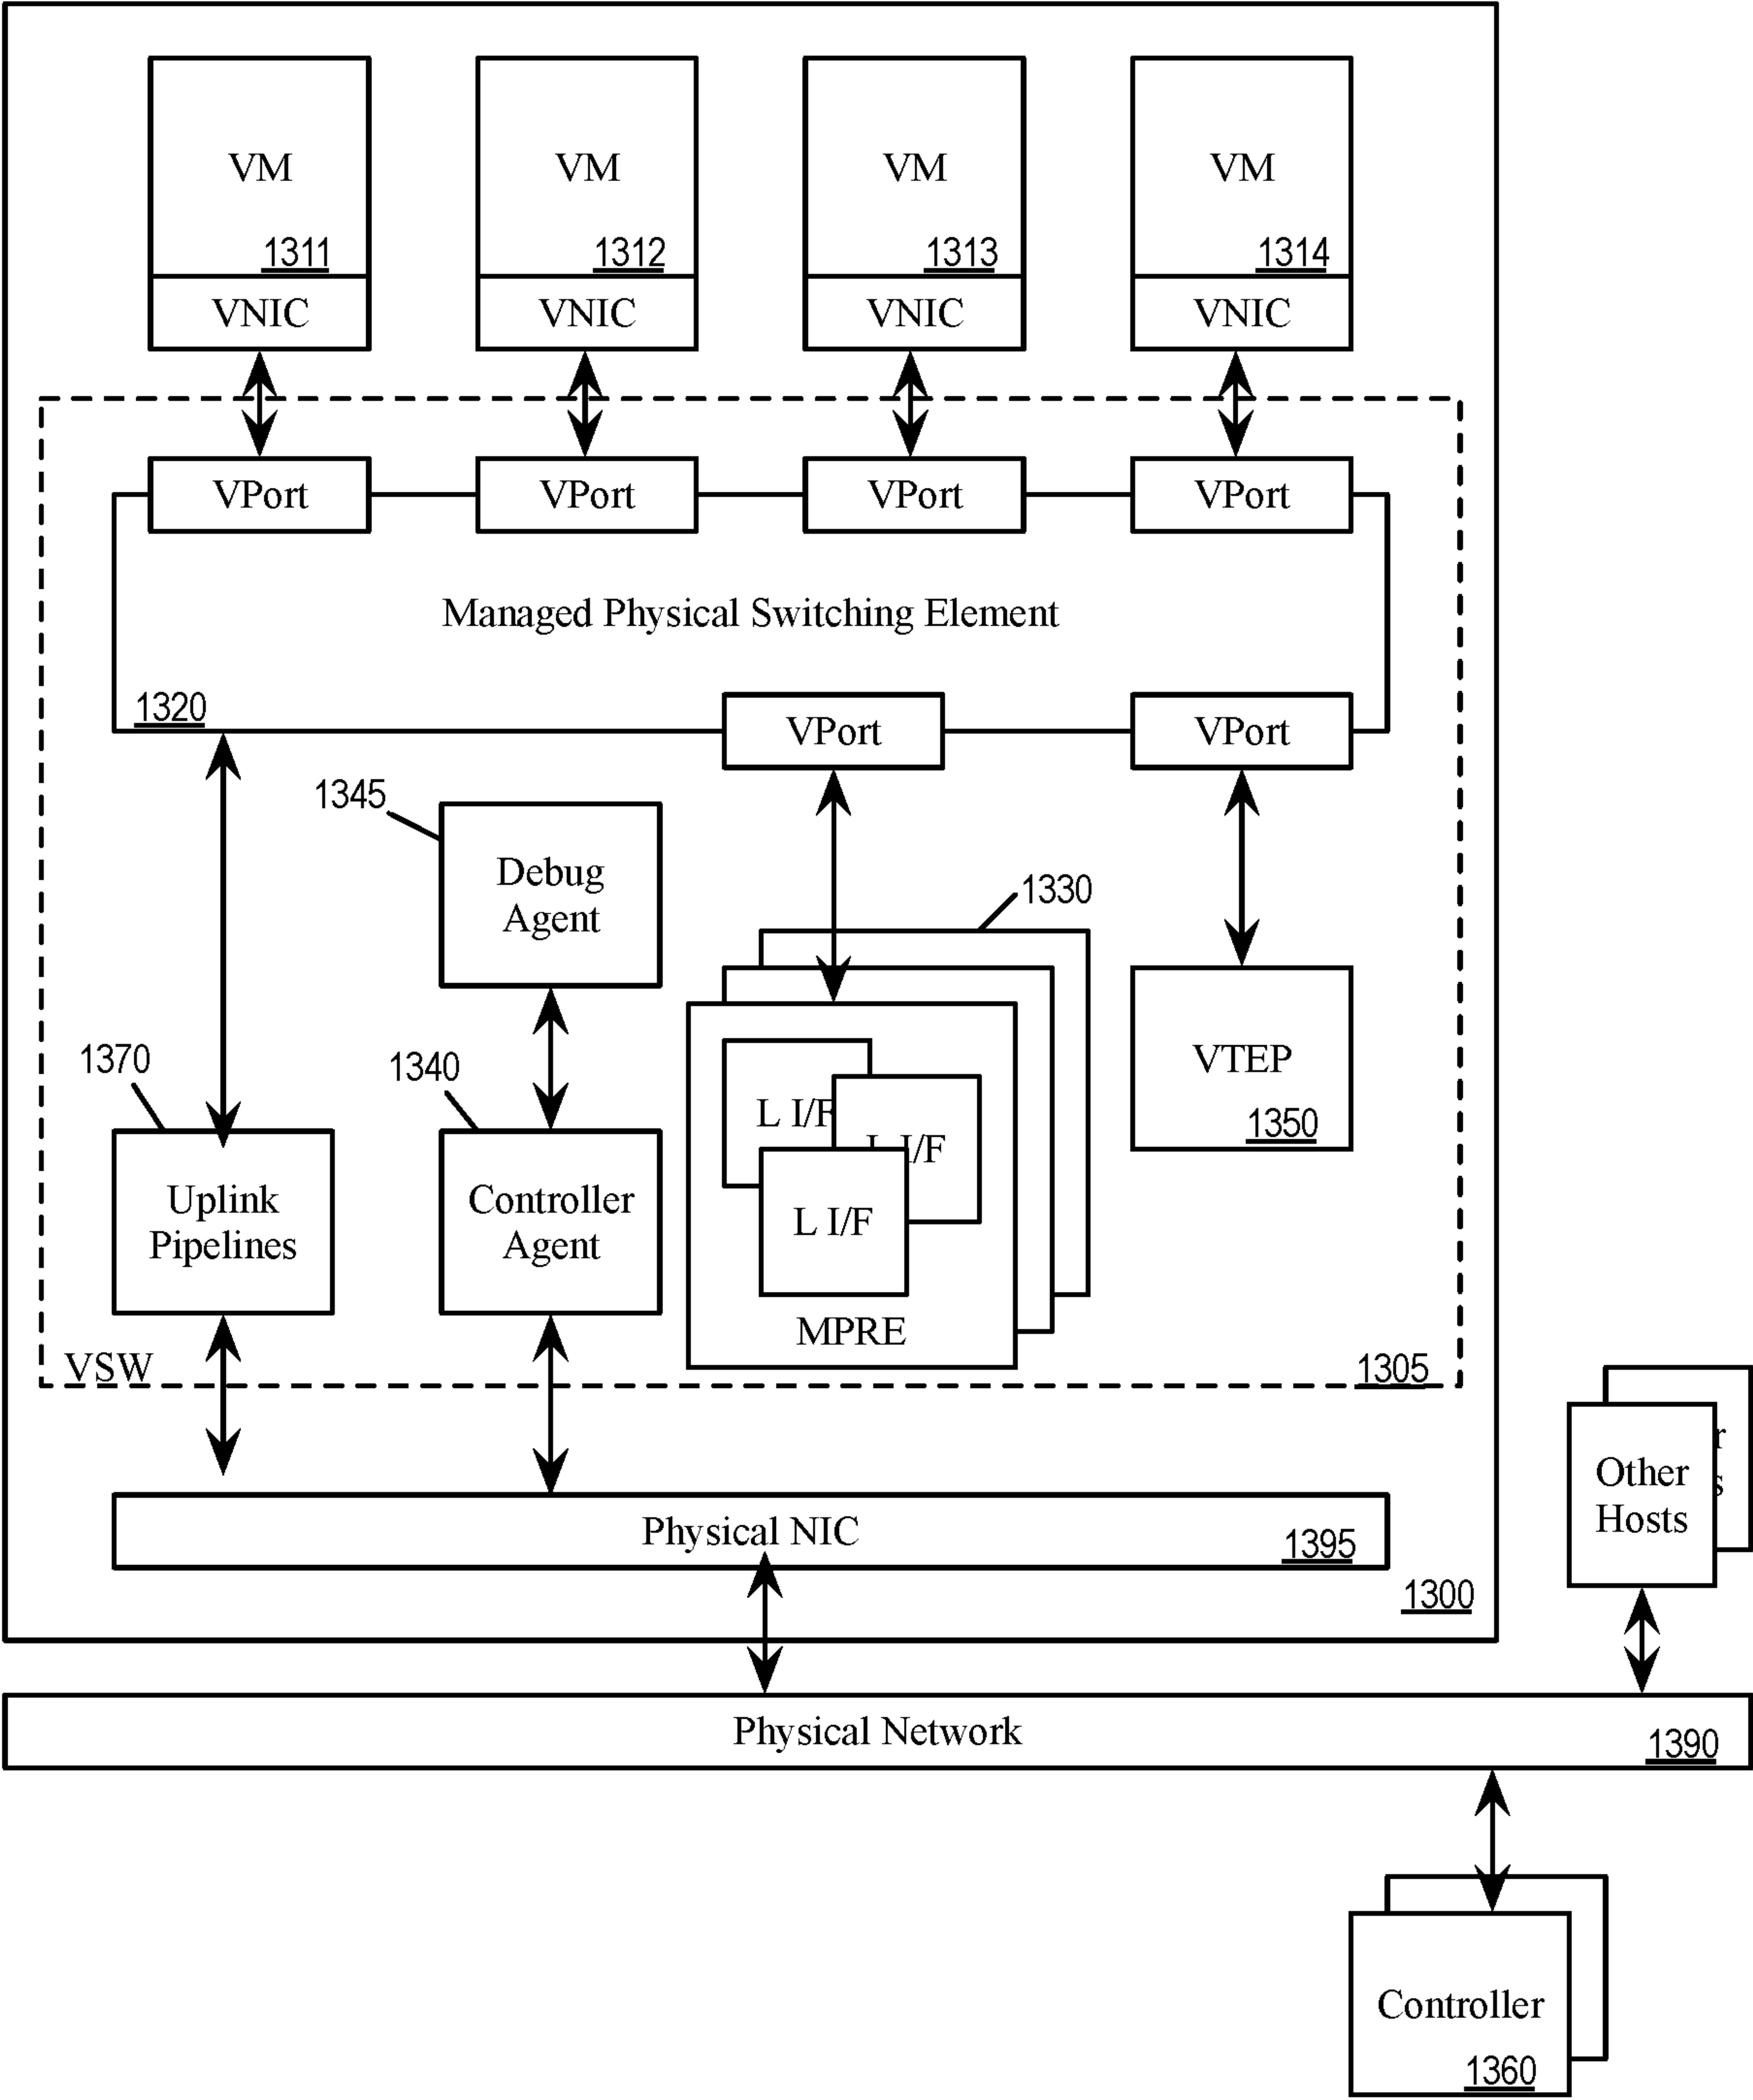 VM
1311
VNIC
VM
1312
VNIC
VM
1313
VNIC
VM
1314
VNIC
VPort
VPort
VPort
VPort
Managed Physical Switching Element
1320
VPort
VPort
1345
Debug
Agent
1330
1370
1340
Uplink
Pipelines
Controller
Agent
L I/F
L I/F
L I/F
MPRE
VTEP
1350
VSW
1305
Physical NIC
1395
1300
Other
Hosts
Physical Network
1390
Controller
1360